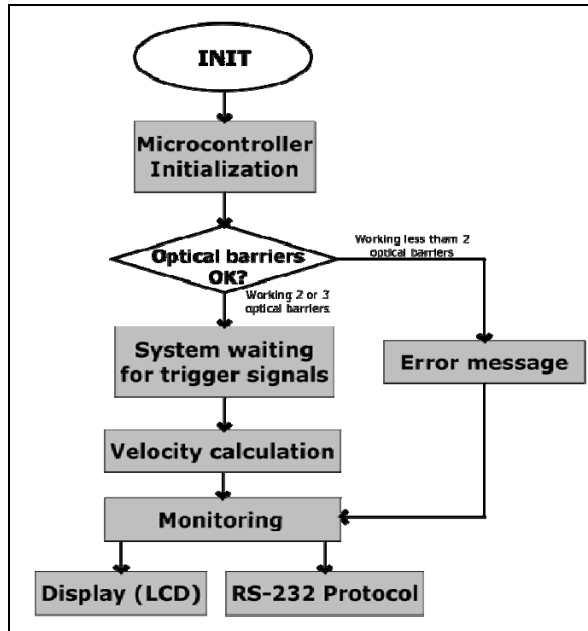 INIT
Microcontroller
Initialization
Optical barriers
OK?
Working less than 2
optical barriers
Working 2 or 3
optical barriers
System waiting
for trigger signals
Error message
Velocity calculation
Monitoring
Display (LCD)
RS-232 Protocol